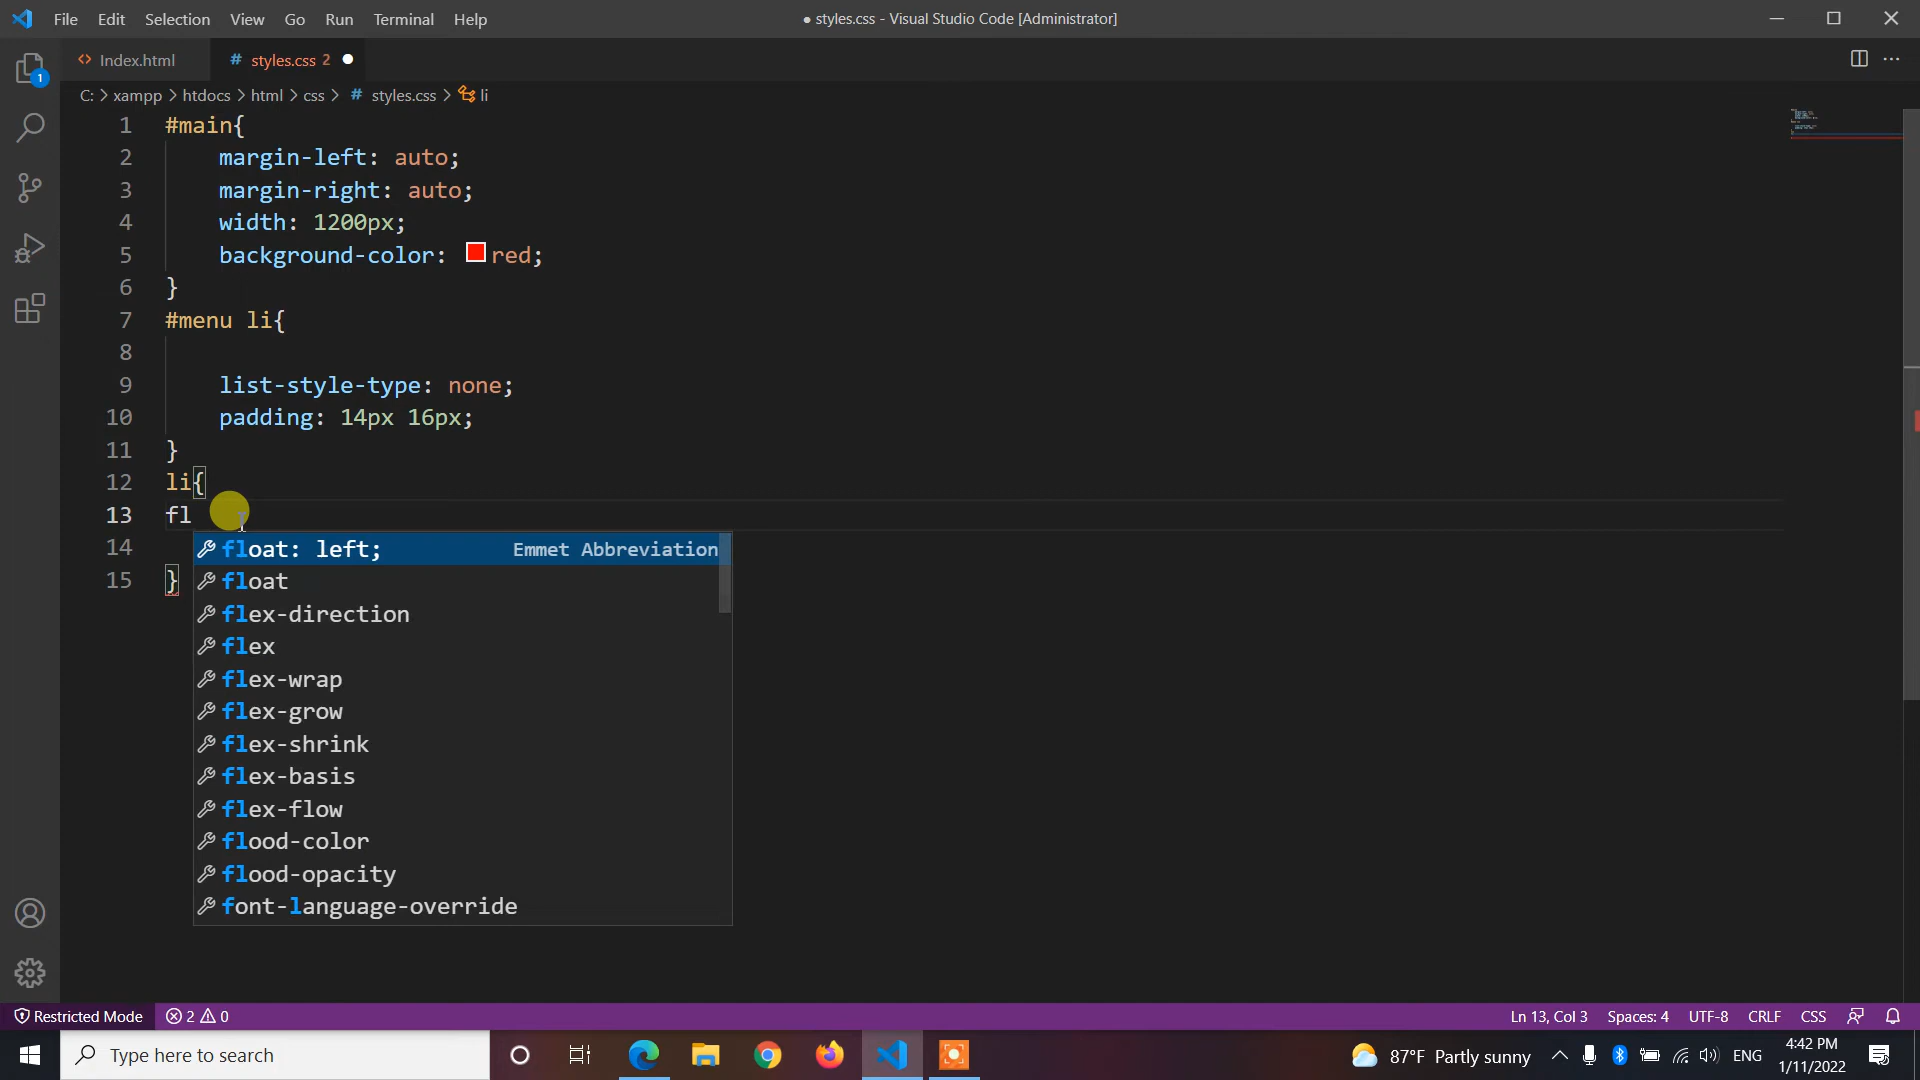 File Edit Selection View Go Run Terminal Help
● styles.css - Visual Studio Code [Administrator]
Index.html
# styles.css 2 ●
C: > xampp > htdocs > html > css > # styles.css > li
1 #main{
2 margin-left: auto;
3 margin-right: auto;
4 width: 1200px;
5 background-color: red;
6 }
7 #menu li{
8
9 list-style-type: none;
10 padding: 14px 16px;
11 }
12 li{
13 fl
14
15 }
float: left; Emmet Abbreviation
float
flex-direction
flex
flex-wrap
flex-grow
flex-shrink
flex-basis
flex-flow
flood-color
flood-opacity
font-language-override
1
Restricted Mode 2 0
Ln 13, Col 3 Spaces: 4 UTF-8 CRLF CSS
Type here to search
87°F Partly sunny ENG
4:42 PM
1/11/2022